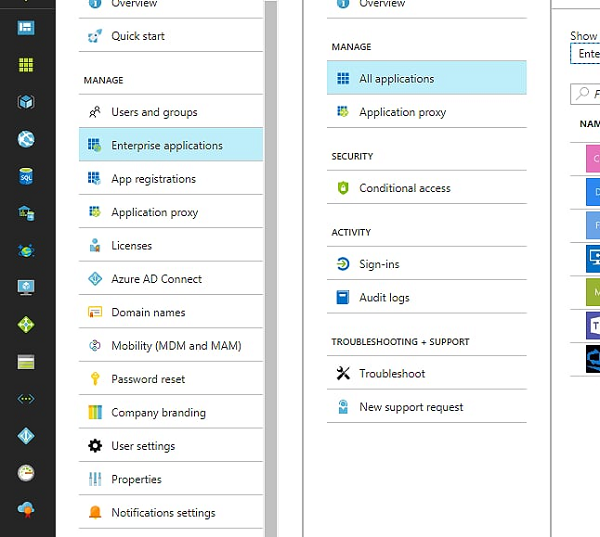 Overview
Quick start
MANAGE
Users and groups
Enterprise applications
App registrations
Application proxy
Licenses
Azure AD Connect
Domain names
Mobility (MDM and MAM)
Password reset
Company branding
User settings
Properties
Notifications settings
Overview
MANAGE
All applications
Application proxy
SECURITY
Conditional access
ACTIVITY
Sign-ins
Audit logs
TROUBLESHOOTING + SUPPORT
Troubleshoot
New support request
Show
Ente
F
NAM
C
D
F
M
T
SQL